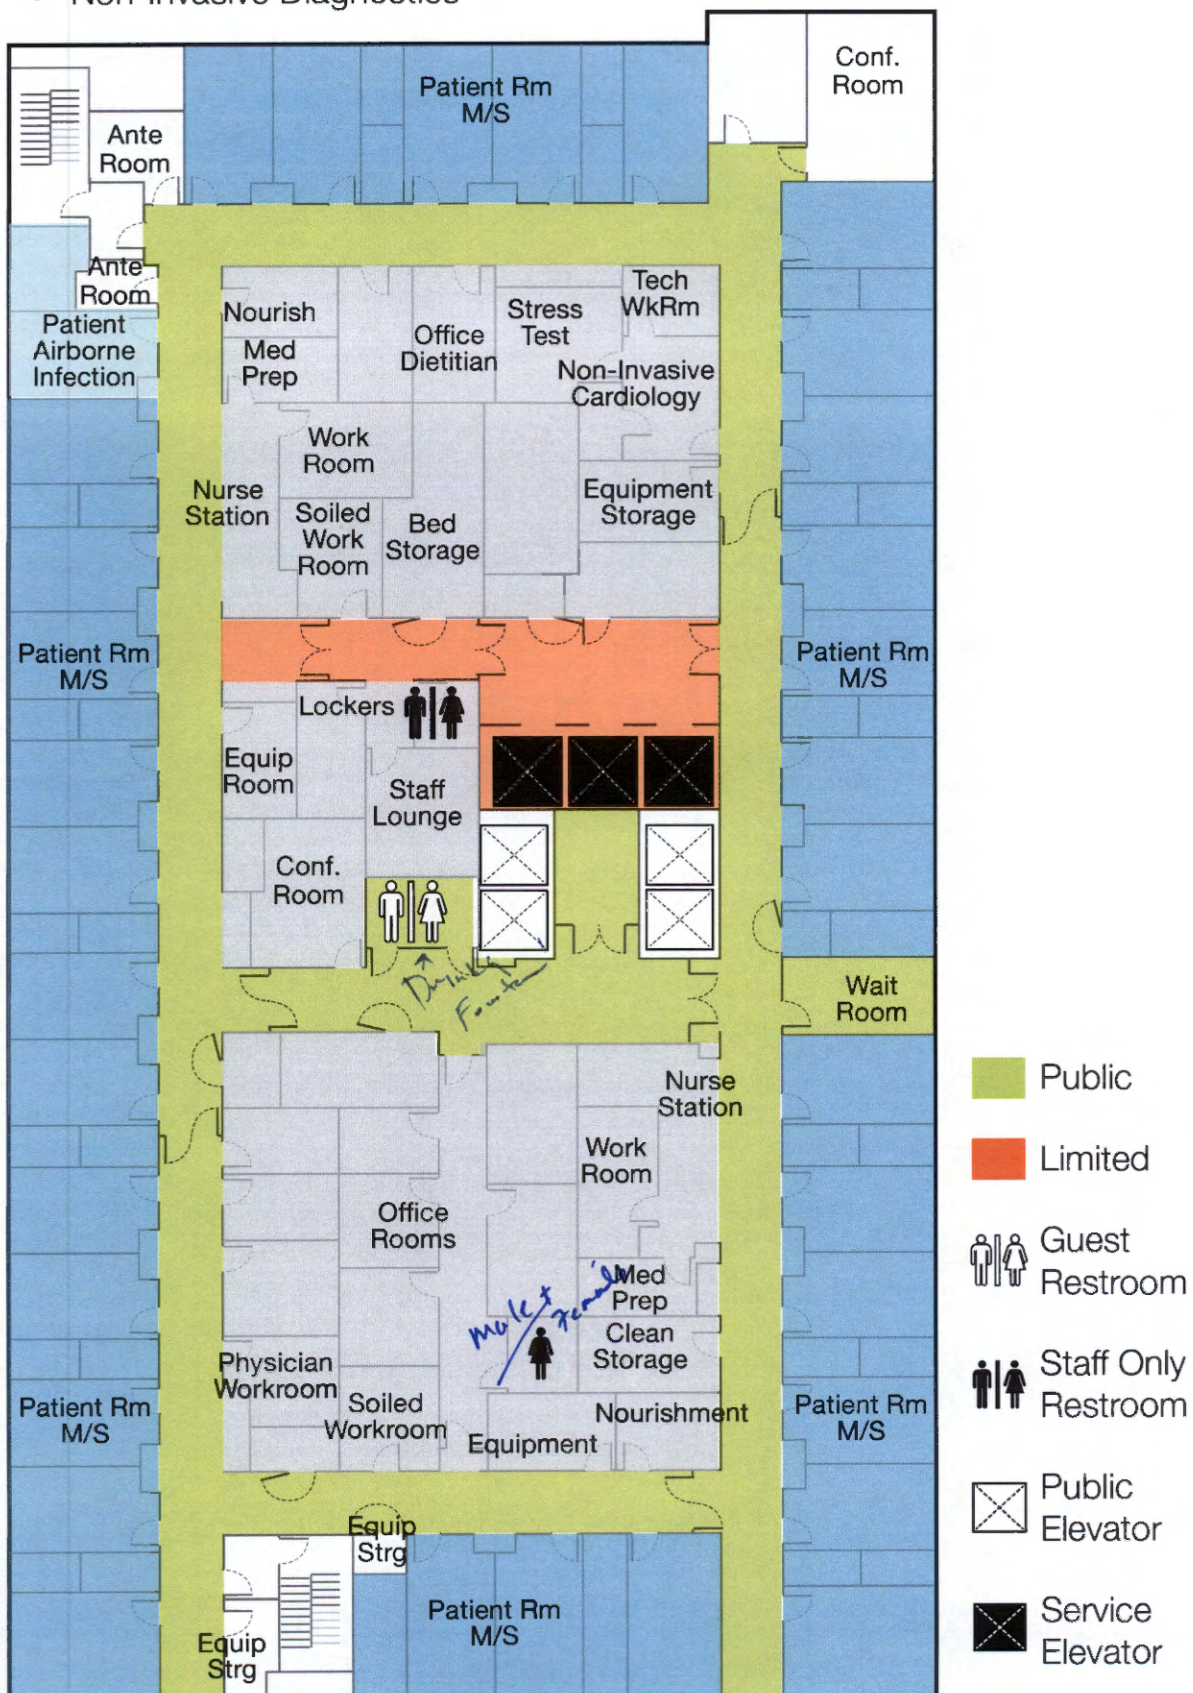 Non-Invasive Diagnostics
Conf.
Room
Patient Rm
M/S
Ante
Room
Ante
Room
Patient
Airborne
Infection
Nourish
Med
Prep
Office
Dietitian
Stress
Test
Tech
WkRm
Non-Invasive
Cardiology
Work
Room
Nurse
Station
Soiled
Work
Room
Bed
Storage
Equipment
Storage
Patient Rm
M/S
Patient Rm
M/S
Lockers
Equip
Room
Staff
Lounge
Conf.
Room
Drinking
Fountain
Wait
Room
Nurse
Station
Work
Room
Office
Rooms
Male +
Female
Med
Prep
Clean
Storage
Physician
Workroom
Soiled
Workroom
Nourishment
Equipment
Patient Rm
M/S
Patient Rm
M/S
Equip
Strg
Equip
Strg
Patient Rm
M/S
Public
Limited
Guest
Restroom
Staff Only
Restroom
Public
Elevator
Service
Elevator